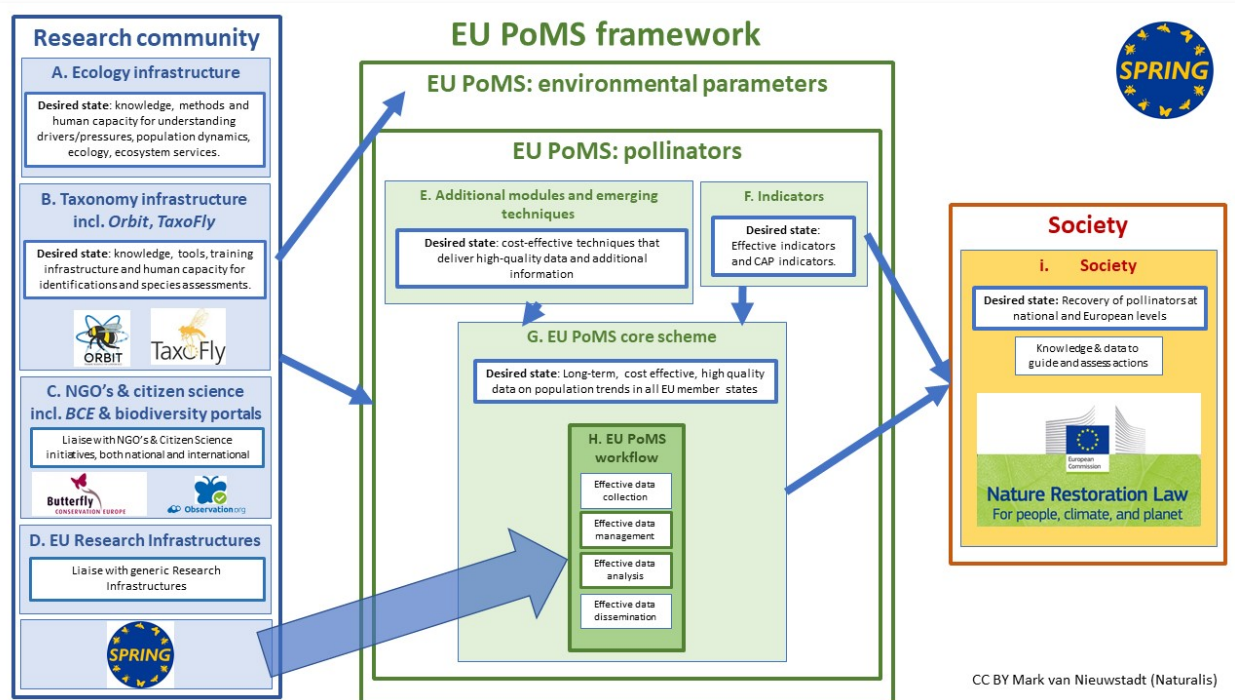 Research community
A. Ecology infrastructure
Desired state: knowledge, methods and
human capacity for understanding
drivers/pressures, population dynamics,
ecology, ecosystem services.
B. Taxonomy infrastructure
incl. Orbit, TaxoFly
Desired state: knowledge, tools, training
infrastructure and human capacity for
identifications and species assessments.
ORBIT
TaxoFly
C. NGO's & citizen science
incl. BCE & biodiversity portals
Liaise with NGO's & Citizen Science
initiatives, both national and international
Butterfly
CONSERVATION EUROPE
Observation.org
D. EU Research Infrastructures
Liaise with generic Research
Infrastructures
SPRING
EU PoMS framework
EU PoMS: environmental parameters
EU PoMS: pollinators
E. Additional modules and emerging
techniques
Desired state: cost-effective techniques that
deliver high-quality data and additional
information
F. Indicators
Desired state:
Effective indicators
and CAP indicators.
G. EU PoMS core scheme
Desired state: Long-term, cost effective, high quality
data on population trends in all EU member states
H. EU PoMS
workflow
Effective data
collection
Effective data
management
Effective data
analysis
Effective data
dissemination
SPRING
Society
i. Society
Desired state: Recovery of pollinators at
national and European levels
Knowledge & data to
guide and assess actions
European
Commission
Nature Restoration Law
For people, climate, and planet
CC BY Mark van Nieuwstadt (Naturalis)